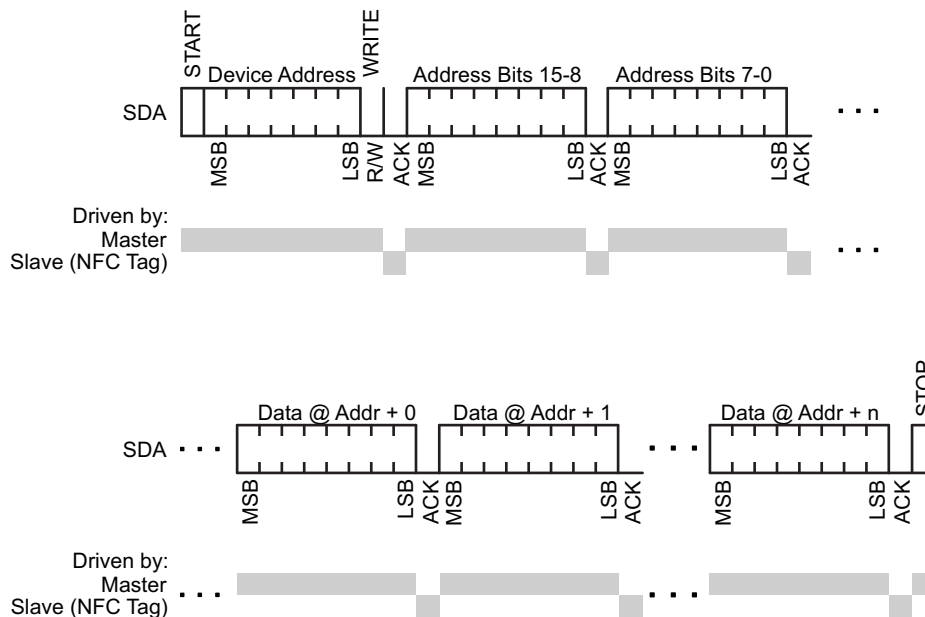 START
WRITE
Device Address
Address Bits 15-8
Address Bits 7-0
SDA
. . .
MSB
LSB
R/W
ACK
MSB
LSB
ACK
MSB
LSB
ACK
Driven by:
Master
Slave (NFC Tag)
. . .
STOP
Data @ Addr + 0
Data @ Addr + 1
Data @ Addr + n
SDA
. . .
. . .
MSB
LSB
ACK
MSB
LSB
ACK
MSB
LSB
ACK
Driven by:
Master
Slave (NFC Tag)
. . .
. . .